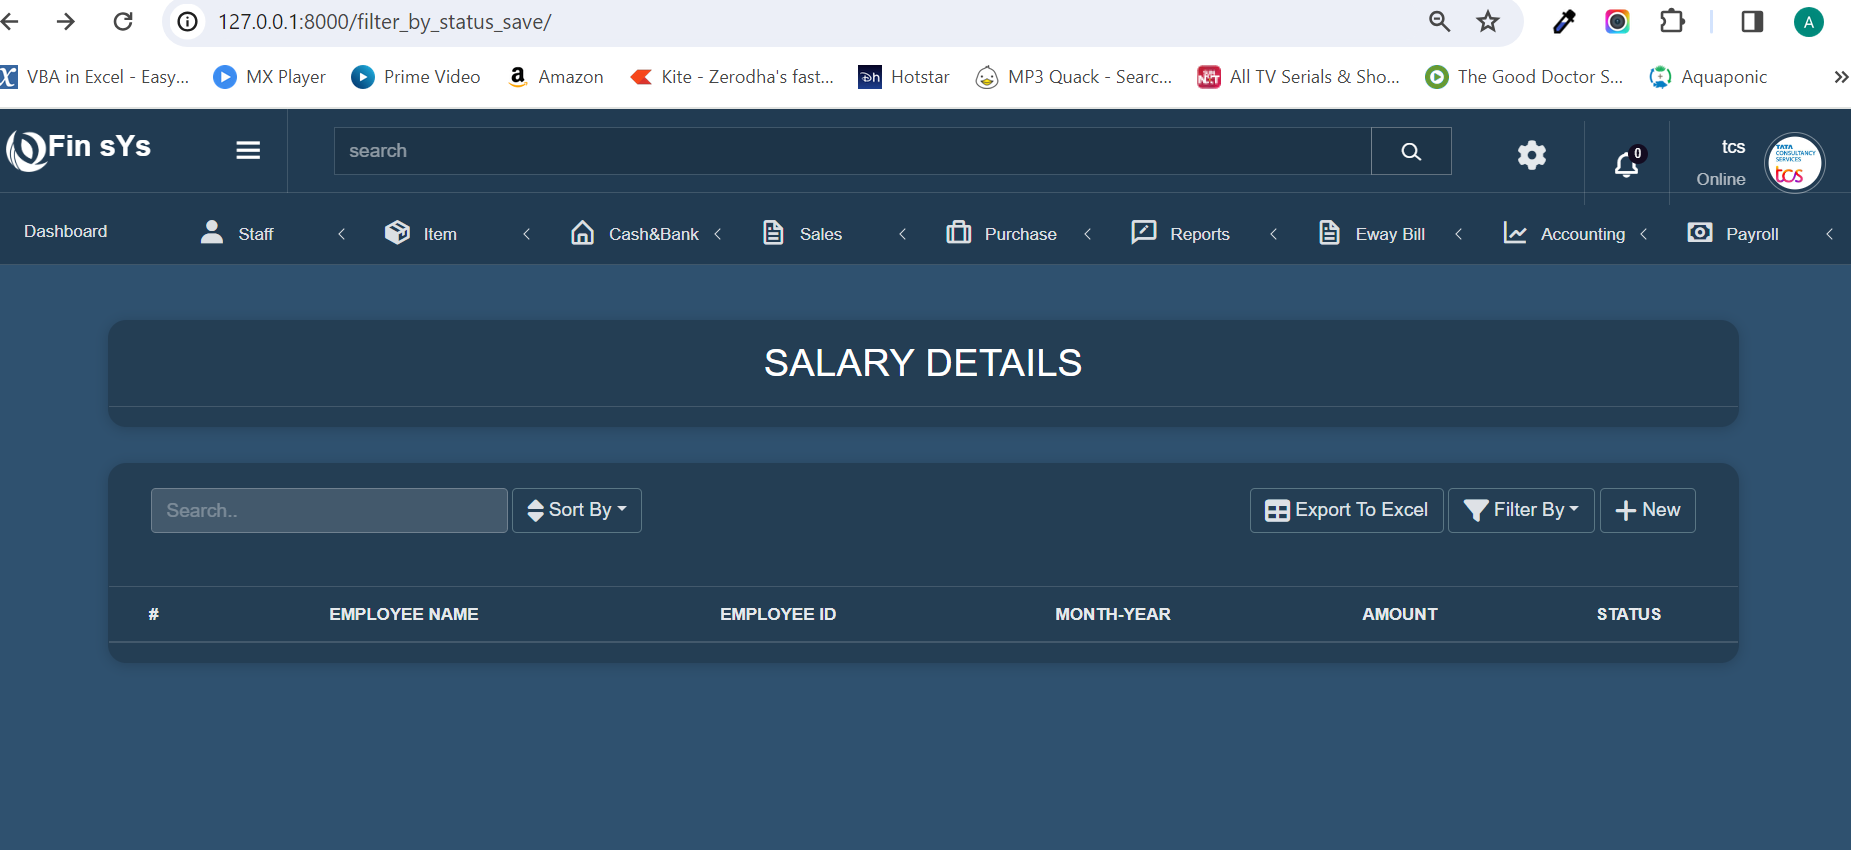 127.0.0.1:8000/filter_by_status_save/
A
VBA in Excel - Easy... MX Player Prime Video Amazon Kite - Zerodha's fast... Hotstar MP3 Quack - Searc... All TV Serials & Sho... The Good Doctor S... Aquaponic »
Fin sYs
search
0
tcs
Online
TATA
CONSULTANCY
SERVICES
tcs
Dashboard Staff Item Cash&Bank Sales Purchase Reports Eway Bill Accounting Payroll
SALARY DETAILS
Search.. Sort By Export To Excel Filter By New
# EMPLOYEE NAME EMPLOYEE ID MONTH-YEAR AMOUNT STATUS